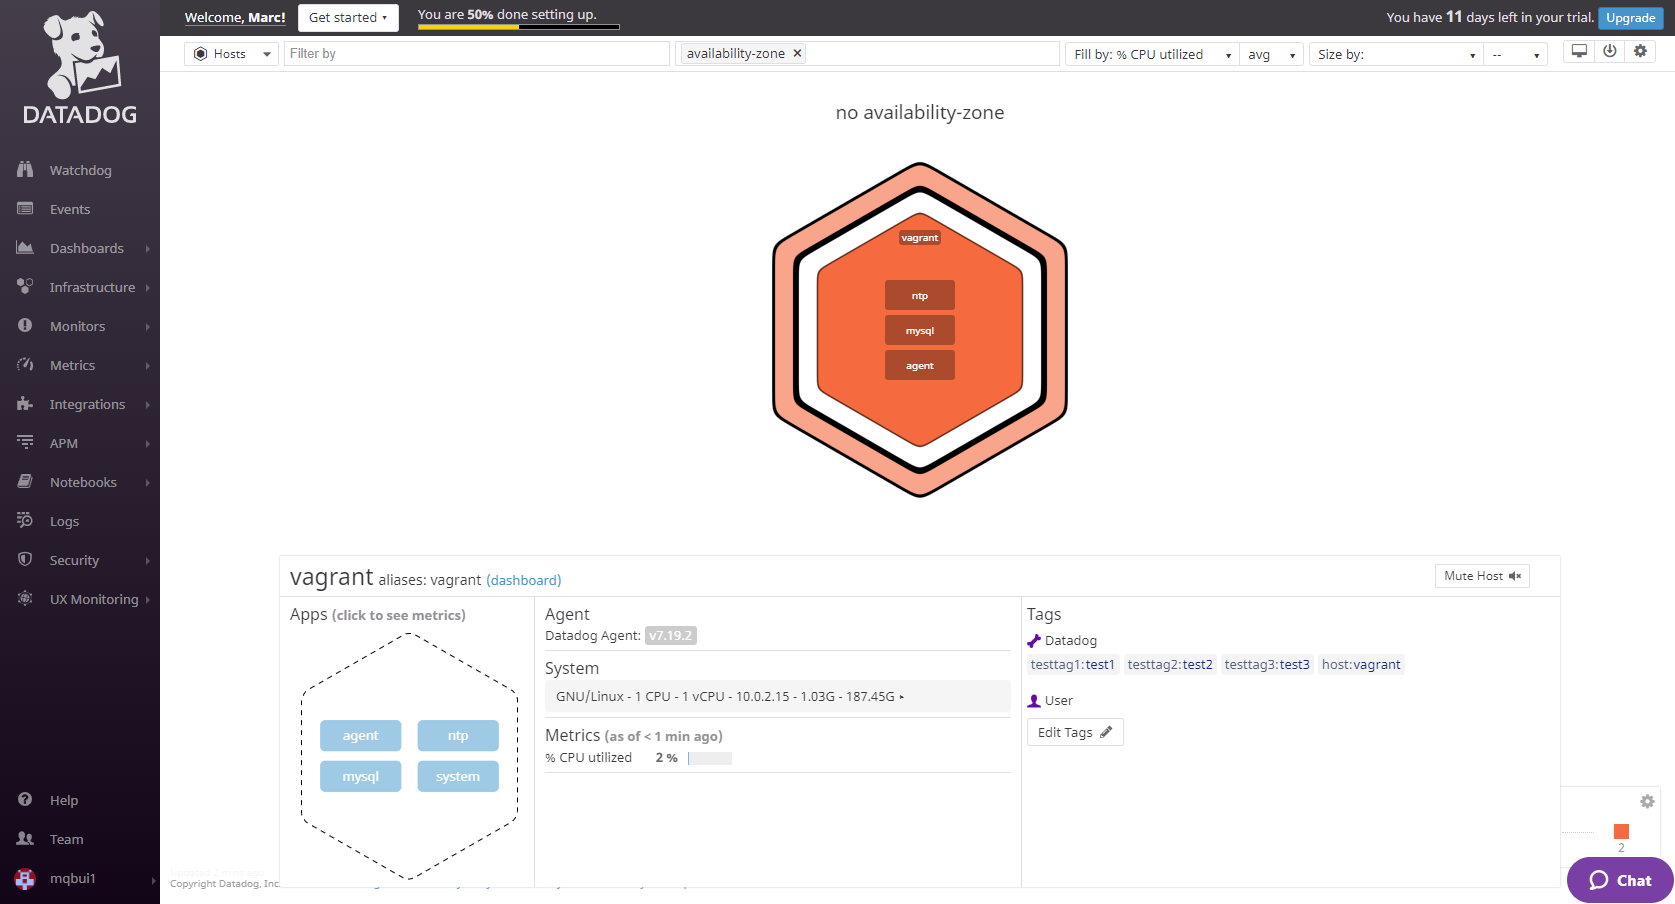 DATADOG
Watchdog
Events
Dashboards
Infrastructure
Monitors
Metrics
Integrations
APM
Notebooks
Logs
Security
UX Monitoring
Help
Team
mqbui1
Welcome, Marc!
Get started
You are 50% done setting up.
You have 11 days left in your trial.
Upgrade
Hosts
Filter by
availability-zone ×
Fill by: % CPU utilized
avg
Size by:
--
no availability-zone
vagrant
ntp
mysql
agent
vagrant aliases: vagrant (dashboard)
Mute Host
Apps (click to see metrics)
agent
ntp
mysql
system
Agent
Datadog Agent: v7.19.2
System
GNU/Linux - 1 CPU - 1 vCPU - 10.0.2.15 - 1.03G - 187.45G
Metrics (as of < 1 min ago)
% CPU utilized 2 %
Tags
Datadog
testtag1:test1 testtag2:test2 testtag3:test3 host:vagrant
User
Edit Tags
2
Copyright Datadog, Inc.
Chat